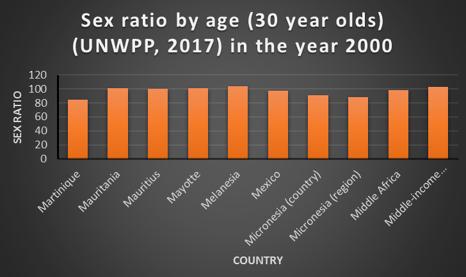 Sex ratio by age (30 year olds)
(UNWPP, 2017) in the year 2000
120
100
80
60
40
20
0
SEX RATIO
Martinique
Mauritania
Mauritius
Mayotte
Melanesia
Mexico
Micronesia (country)
Micronesia (region)
Middle Africa
Middle-income...
COUNTRY